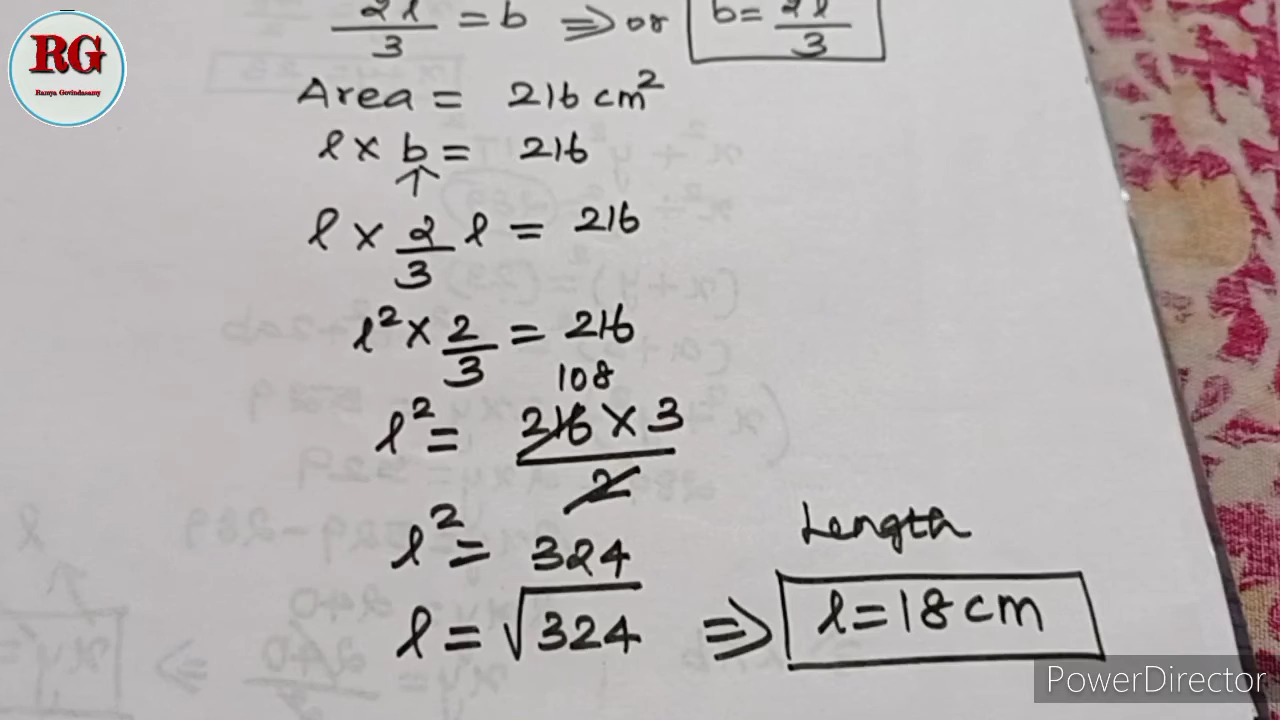 RG
Ramya Govindasamy
2l/3 = b ⇒ or b = 2l/3
Area = 216 cm²
l × b = 216
↑
l × 2/3 l = 216
l² × 2/3 = 216
108
l² = 216 × 3 / 2
l² = 324
Length
l = √324 ⇒ l = 18 cm
PowerDirector